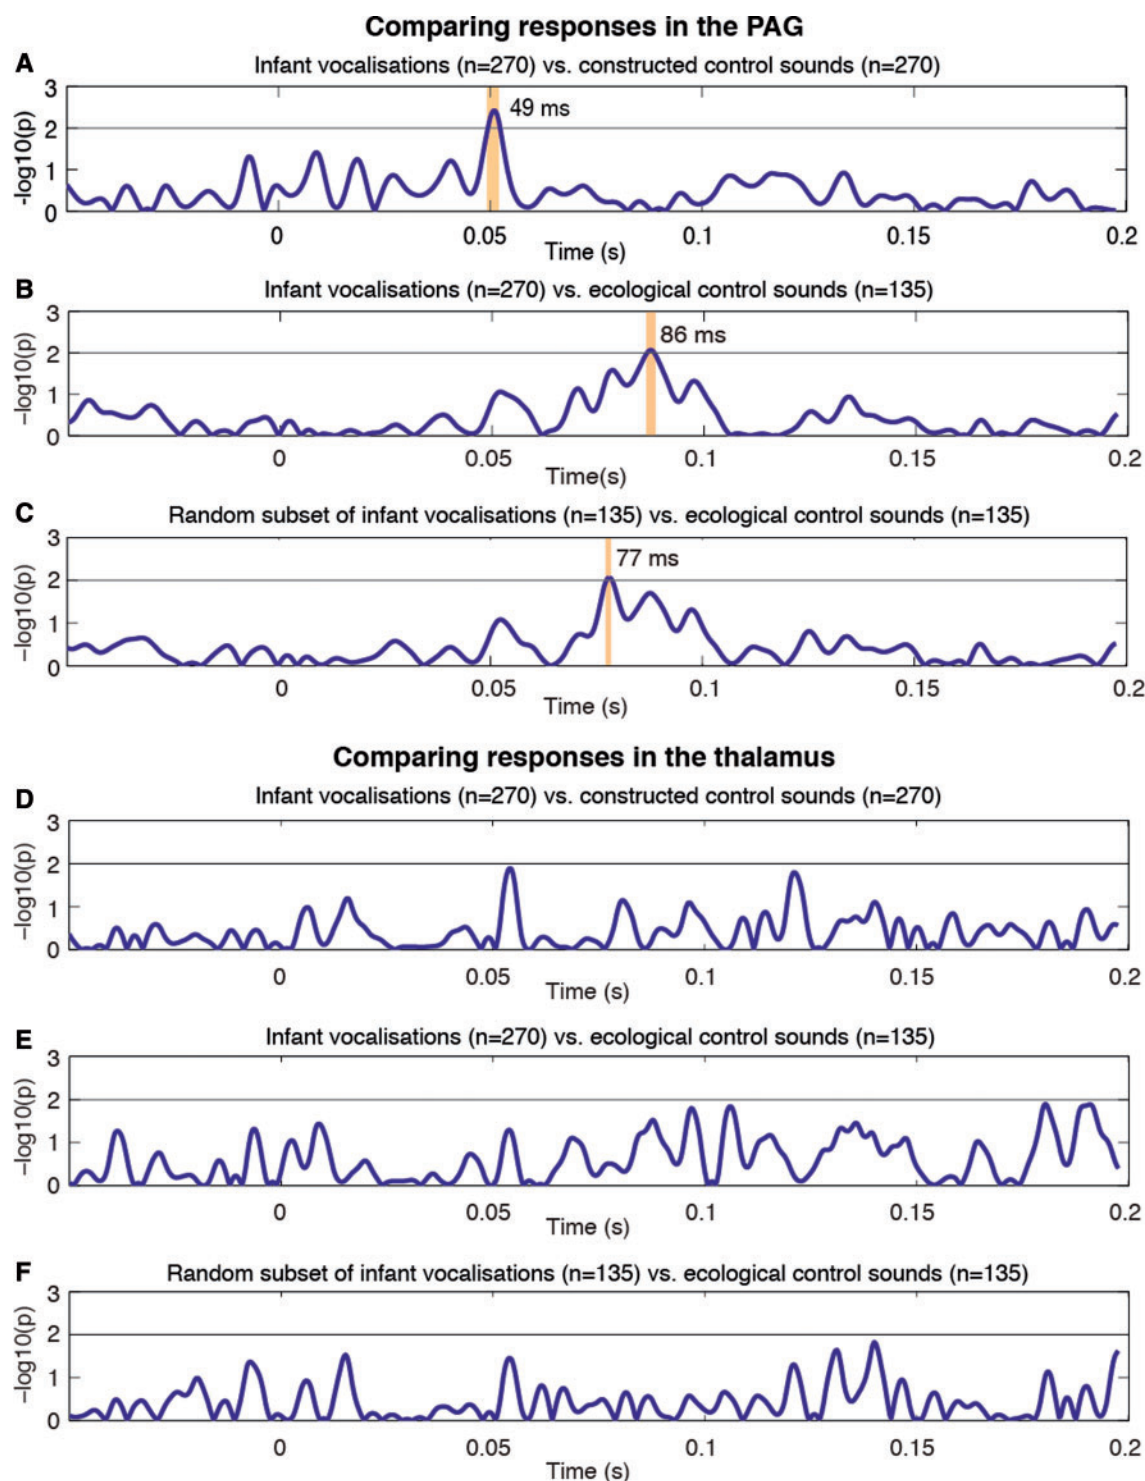 Comparing responses in the PAG
A
Infant vocalisations (n=270) vs. constructed control sounds (n=270)
3
2
1
0
-log10(p)
49 ms
0 0.05 0.1 0.15 0.2
Time (s)
B
Infant vocalisations (n=270) vs. ecological control sounds (n=135)
3
2
1
0
−log10(p)
86 ms
0 0.05 0.1 0.15 0.2
Time(s)
C
Random subset of infant vocalisations (n=135) vs. ecological control sounds (n=135)
3
2
1
0
−log10(p)
77 ms
0 0.05 0.1 0.15 0.2
Time (s)
Comparing responses in the thalamus
D
Infant vocalisations (n=270) vs. constructed control sounds (n=270)
3
2
1
0
−log10(p)
0 0.05 0.1 0.15 0.2
Time (s)
E
Infant vocalisations (n=270) vs. ecological control sounds (n=135)
3
2
1
0
−log10(p)
0 0.05 0.1 0.15 0.2
Time (s)
F
Random subset of infant vocalisations (n=135) vs. ecological control sounds (n=135)
3
2
1
0
−log10(p)
0 0.05 0.1 0.15 0.2
Time (s)